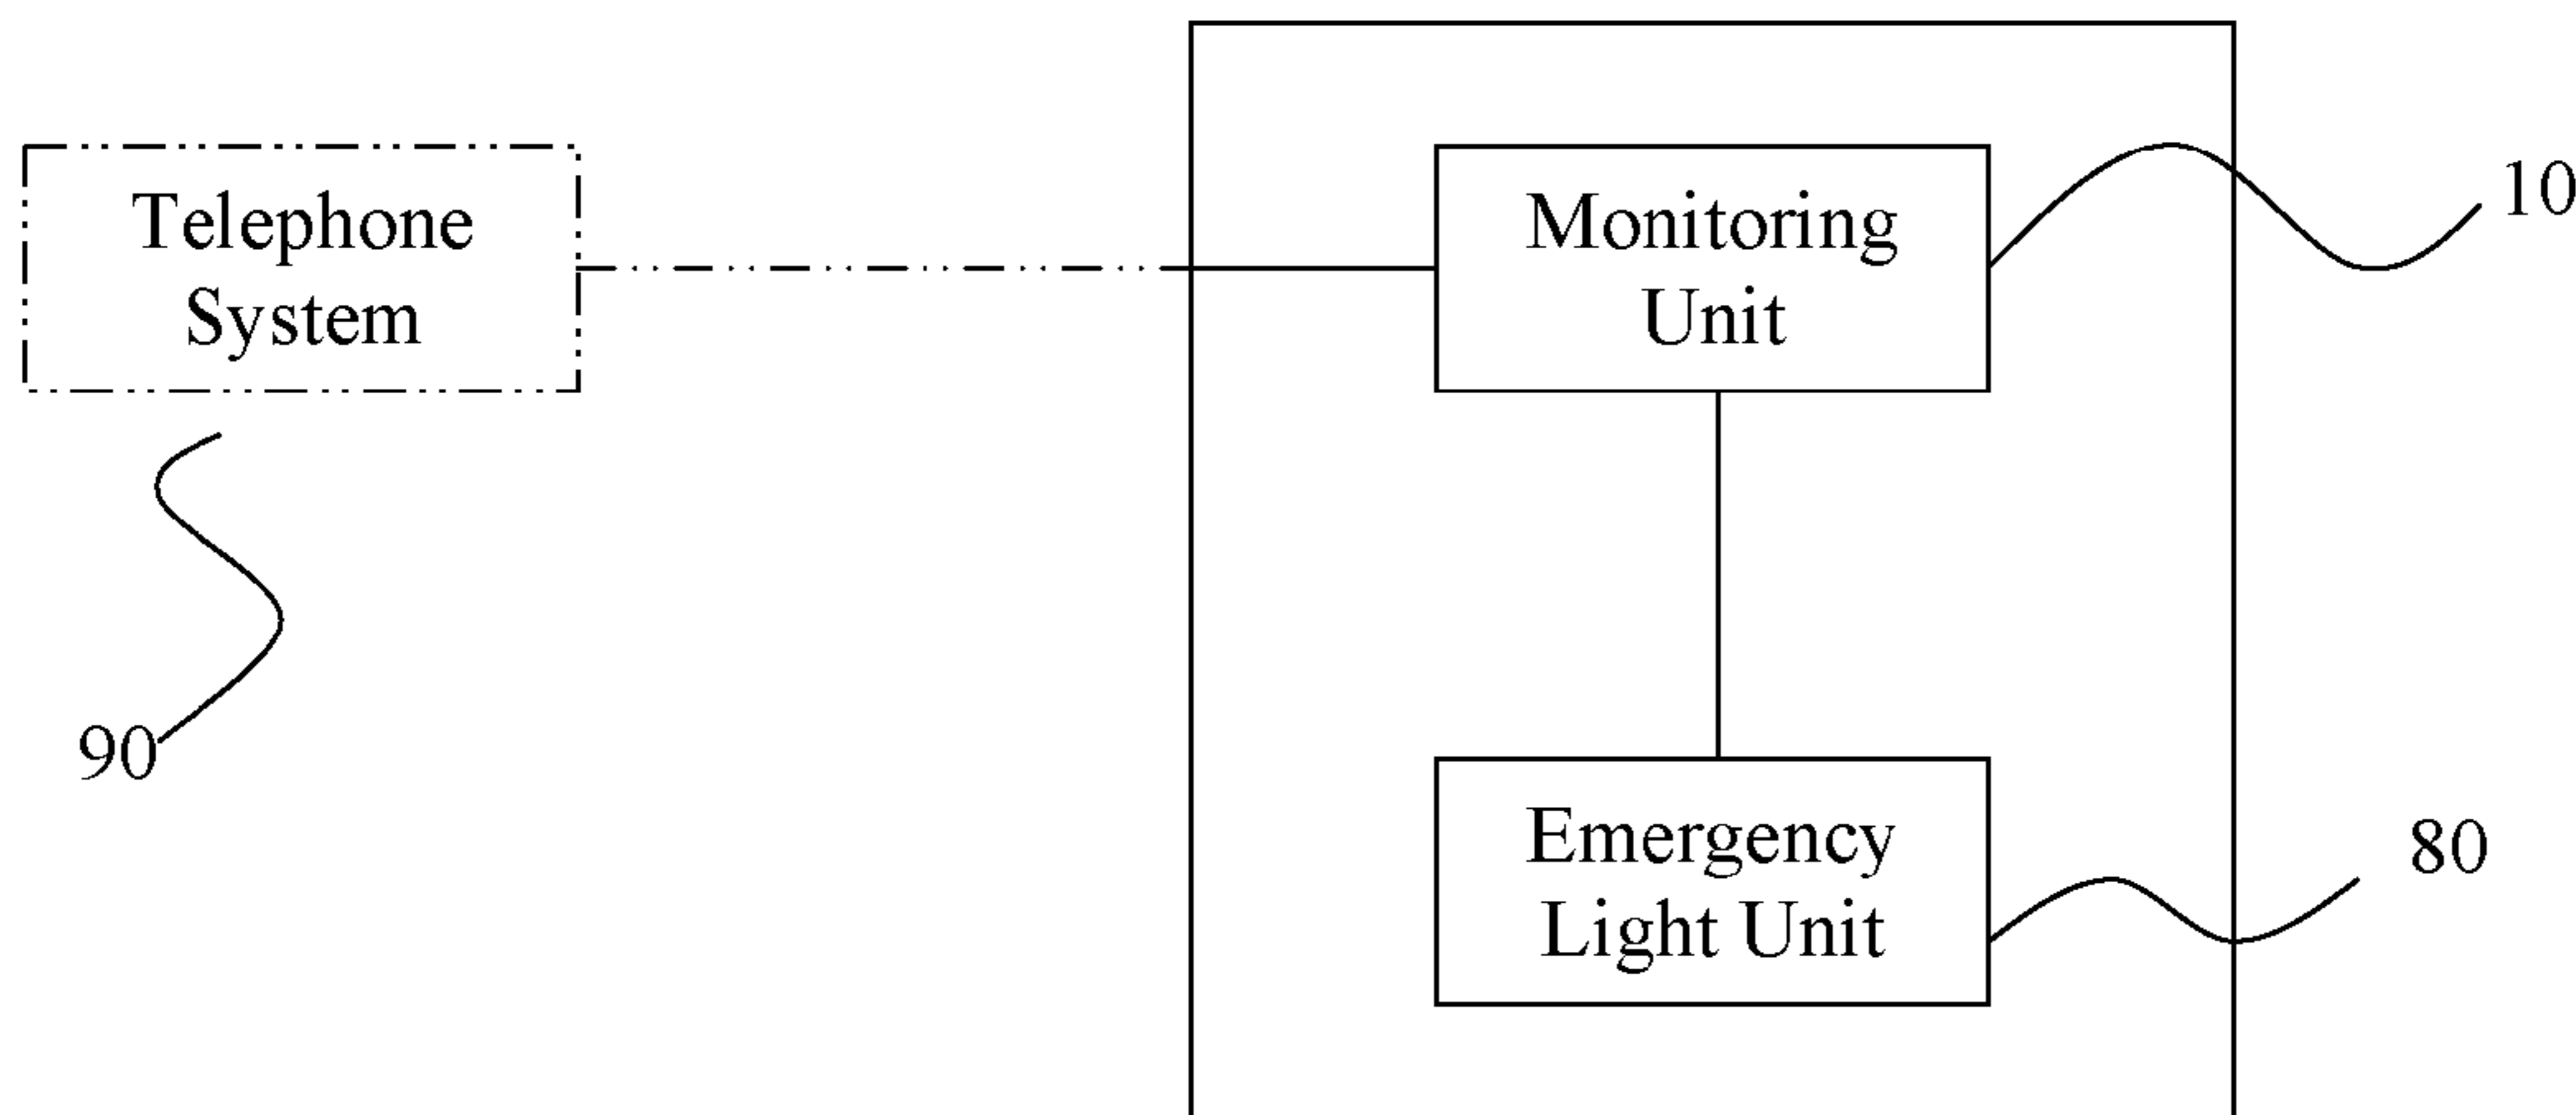 Telephone
System
Monitoring
Unit
10
90
Emergency
Light Unit
80